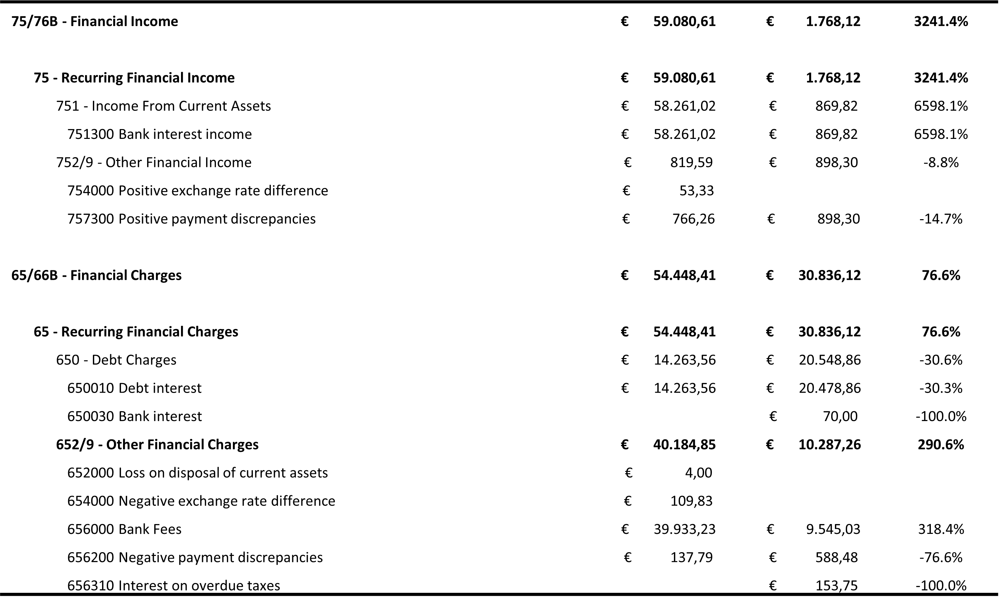 75/76B - Financial Income € 59.080,61 € 1.768,12 3241.4%
75 - Recurring Financial Income € 59.080,61 € 1.768,12 3241.4%
751 - Income From Current Assets € 58.261,02 € 869,82 6598.1%
751300 Bank interest income € 58.261,02 € 869,82 6598.1%
752/9 - Other Financial Income € 819,59 € 898,30 -8.8%
754000 Positive exchange rate difference € 53,33
757300 Positive payment discrepancies € 766,26 € 898,30 -14.7%
65/66B - Financial Charges € 54.448,41 € 30.836,12 76.6%
65 - Recurring Financial Charges € 54.448,41 € 30.836,12 76.6%
650 - Debt Charges € 14.263,56 € 20.548,86 -30.6%
650010 Debt interest € 14.263,56 € 20.478,86 -30.3%
650030 Bank interest € 70,00 -100.0%
652/9 - Other Financial Charges € 40.184,85 € 10.287,26 290.6%
652000 Loss on disposal of current assets € 4,00
654000 Negative exchange rate difference € 109,83
656000 Bank Fees € 39.933,23 € 9.545,03 318.4%
656200 Negative payment discrepancies € 137,79 € 588,48 -76.6%
656310 Interest on overdue taxes € 153,75 -100.0%